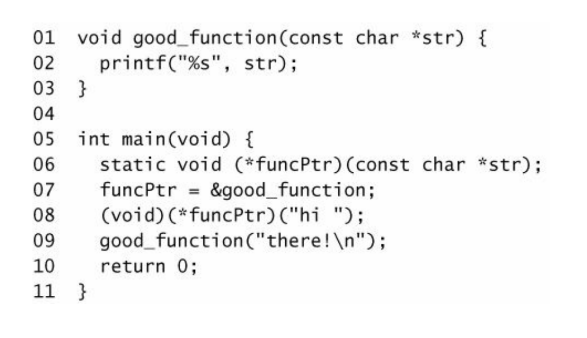 01 void good_function(const char *str) {
02   printf("%s", str);
03 }
04
05 int main(void) {
06   static void (*funcPtr)(const char *str);
07   funcPtr = &good_function;
08   (void)(*funcPtr)("hi ");
09   good_function("there!\n");
10   return 0;
11 }